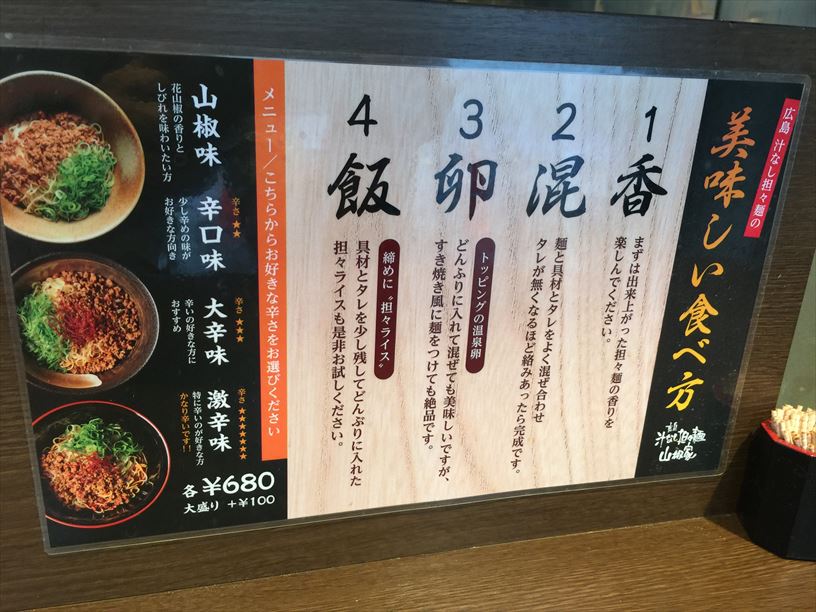 広島 汁なし担々麺の
美味しい食べ方
汁なし担々麺
山椒家
1
香
まずは出来上がった担々麺の香りを
楽しんでください。
2
混
麺と具材とタレをよく混ぜ合わせ
タレが無くなるほど絡みあったら完成です。
3
卵
トッピングの温泉卵
どんぶりに入れて混ぜても美味しいですが、
すき焼き風に麺をつけても絶品です。
4
飯
締めに〝担々ライス〟
具材とタレを少し残してどんぶりに入れた
担々ライスも是非お試しください。
メニュー/こちらからお好きな辛さをお選びください
山椒味
花山椒の香りと
しびれを味わいたい方
辛さ ★★
辛口味
少し辛めの味が
お好きな方向き
辛さ ★★★
大辛味
辛いの好きな方に
おすすめ
辛さ ★★★★★★
激辛味
特に辛いのが好きな方
かなり辛いです!!
各 ¥680
大盛り +¥100